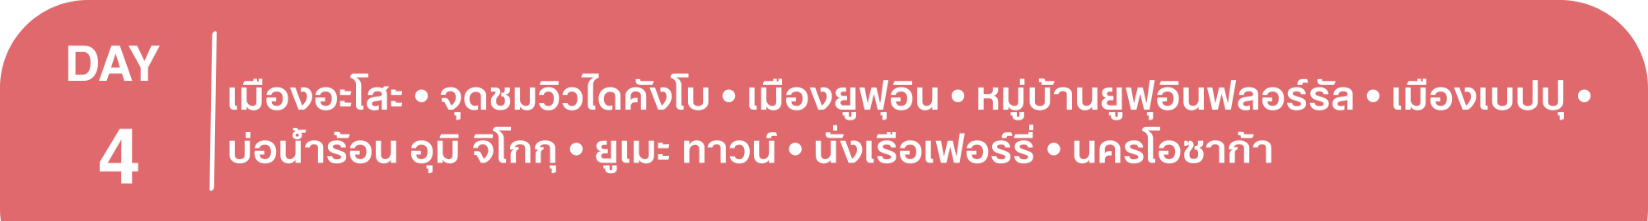 DAY
4
เมืองอะโสะ • จุดชมวิวไดคังโบ • เมืองยูฟุอิน • หมู่บ้านยูฟุอินฟลอร์รัล • เมืองเบปปุ •
บ่อน้ำร้อน อุมิ จิโกกุ • ยูเมะ ทาวน์ • นั่งเรือเฟอร์รี่ • นครโอซาก้า